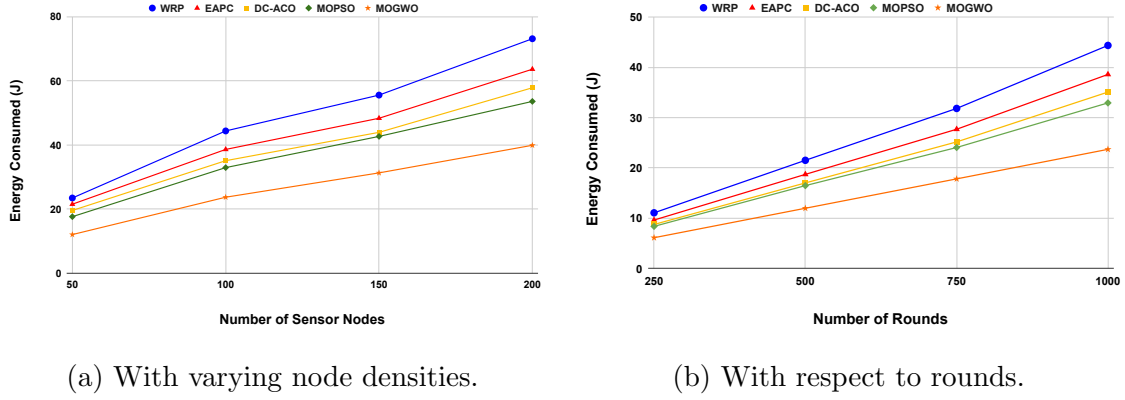 WRP EAPC DC-ACO MOPSO MOGWO
80
60
40
20
0
50 100 150 200
Energy Consumed (J)
Number of Sensor Nodes
(a) With varying node densities.
WRP EAPC DC-ACO MOPSO MOGWO
50
40
30
20
10
0
250 500 750 1000
Energy Consumed (J)
Number of Rounds
(b) With respect to rounds.